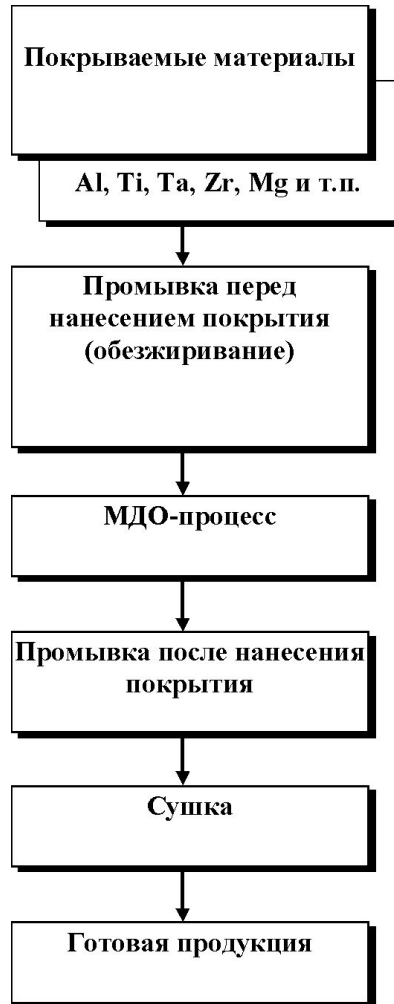 Покрываемые материалы
Al, Ti, Ta, Zr, Mg и т.п.
Промывка перед
нанесением покрытия
(обезжиривание)
МДО-процесс
Промывка после нанесения
покрытия
Сушка
Готовая продукция